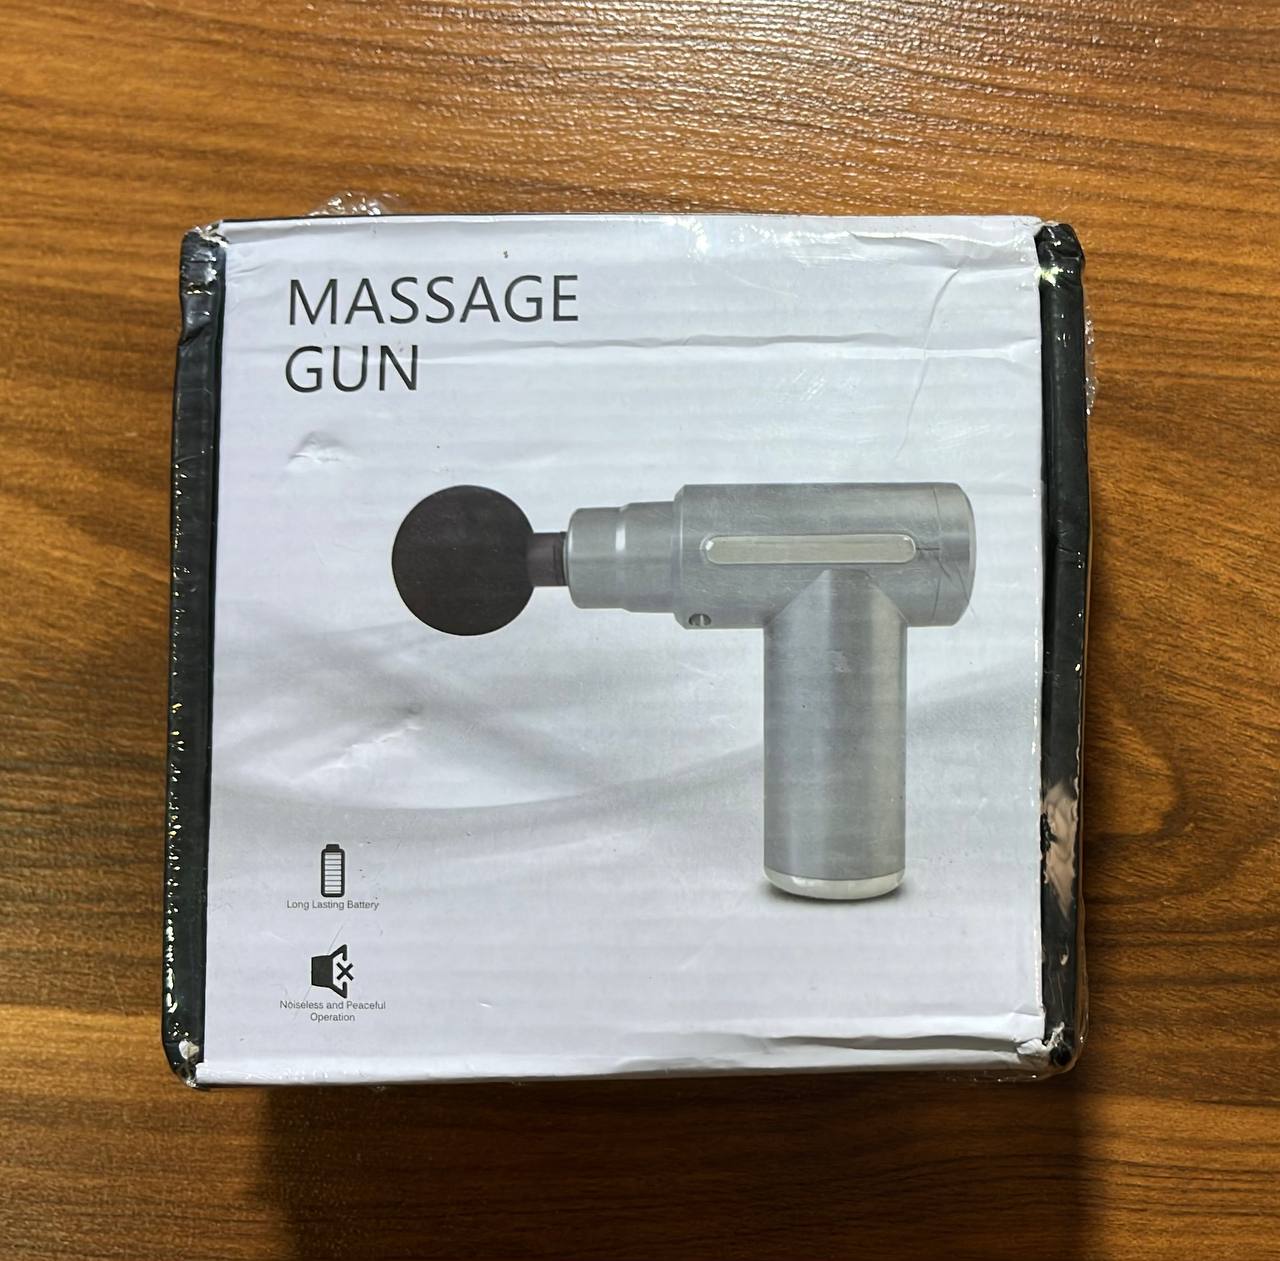 MASSAGE
GUN
Long Lasting Battery
Noiseless and Peaceful
Operation